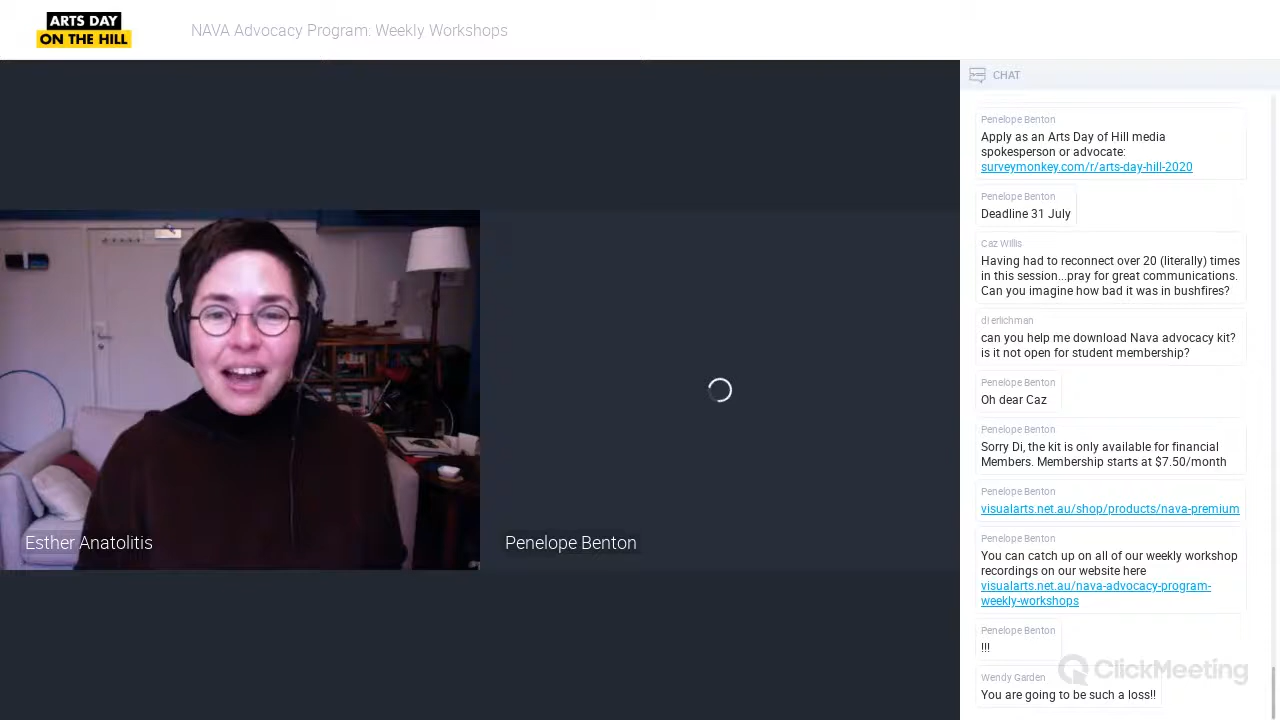 ARTS DAY
ON THE HILL
NAVA Advocacy Program: Weekly Workshops
CHAT
Penelope Benton
Apply as an Arts Day of Hill media
spokesperson or advocate:
surveymonkey.com/r/arts-day-hill-2020
Penelope Benton
Deadline 31 July
Caz Willis
Having had to reconnect over 20 (literally) times
in this session...pray for great communications.
Can you imagine how bad it was in bushfires?
di erlichman
can you help me download Nava advocacy kit?
is it not open for student membership?
Penelope Benton
Oh dear Caz
Penelope Benton
Sorry Di, the kit is only available for financial
Members. Membership starts at $7.50/month
Penelope Benton
visualarts.net.au/shop/products/nava-premium
Penelope Benton
You can catch up on all of our weekly workshop
recordings on our website here
visualarts.net.au/nava-advocacy-program-
weekly-workshops
Penelope Benton
!!!
Wendy Garden
You are going to be such a loss!!
Esther Anatolitis
Penelope Benton
ClickMeeting